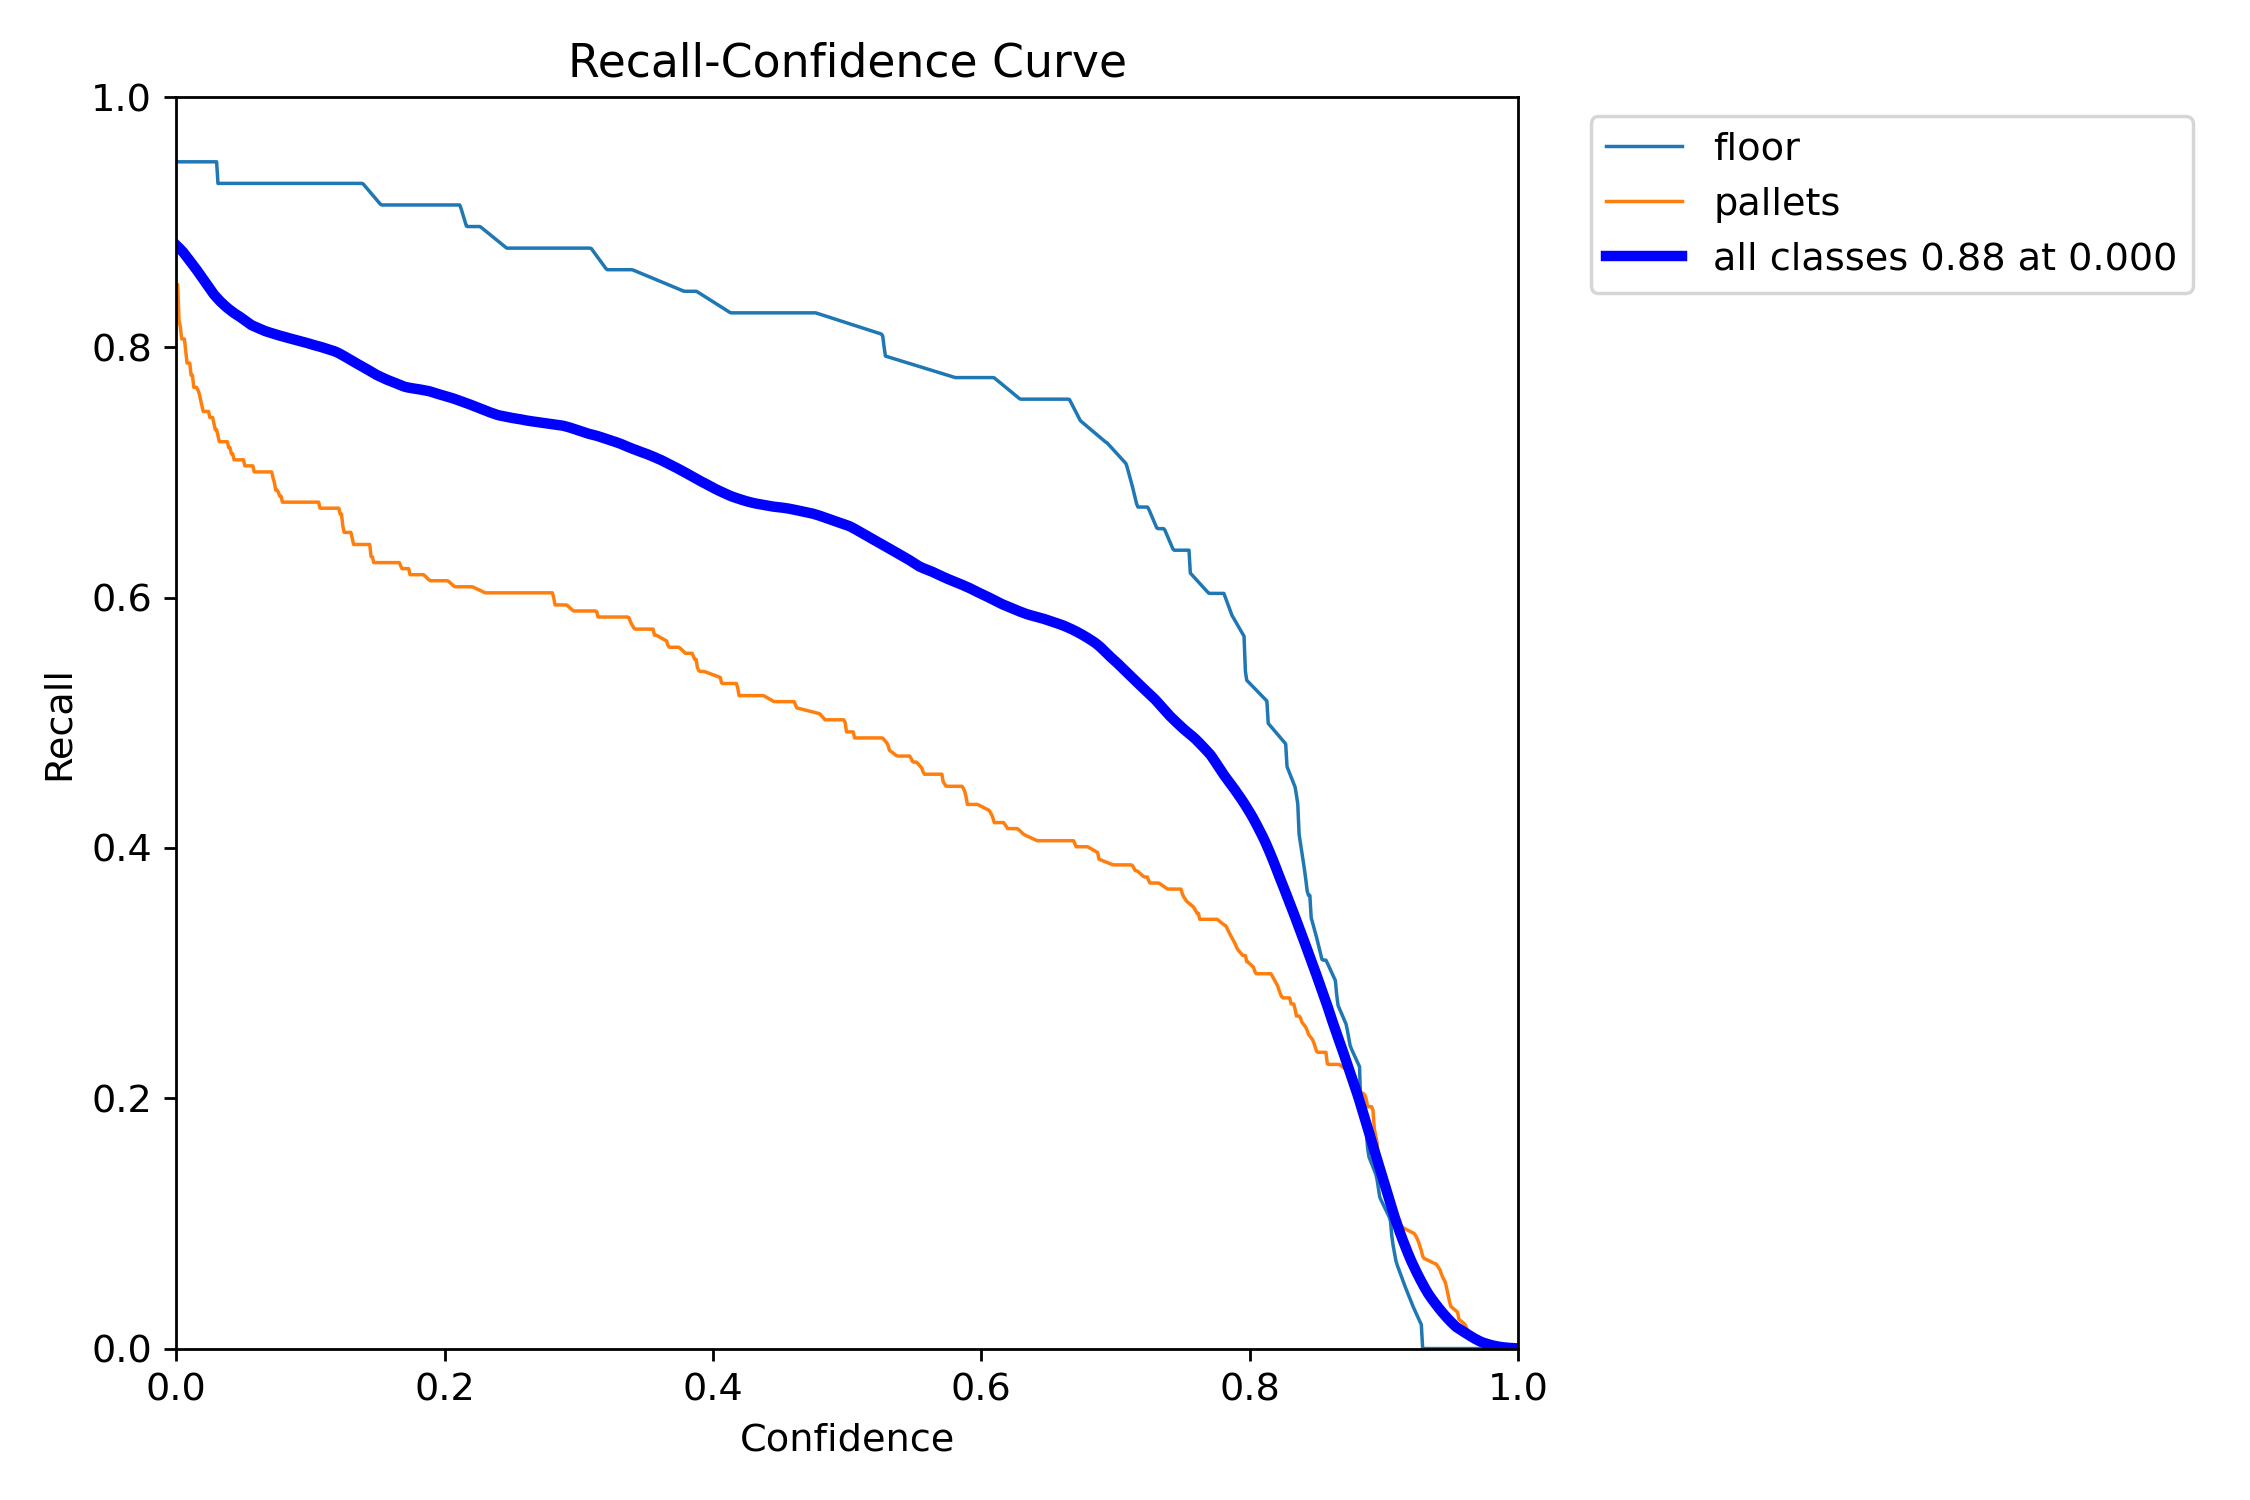 Recall-Confidence Curve
1.0
0.8
0.6
0.4
0.2
0.0
Recall
0.0 0.2 0.4 0.6 0.8 1.0
Confidence
floor
pallets
all classes 0.88 at 0.000